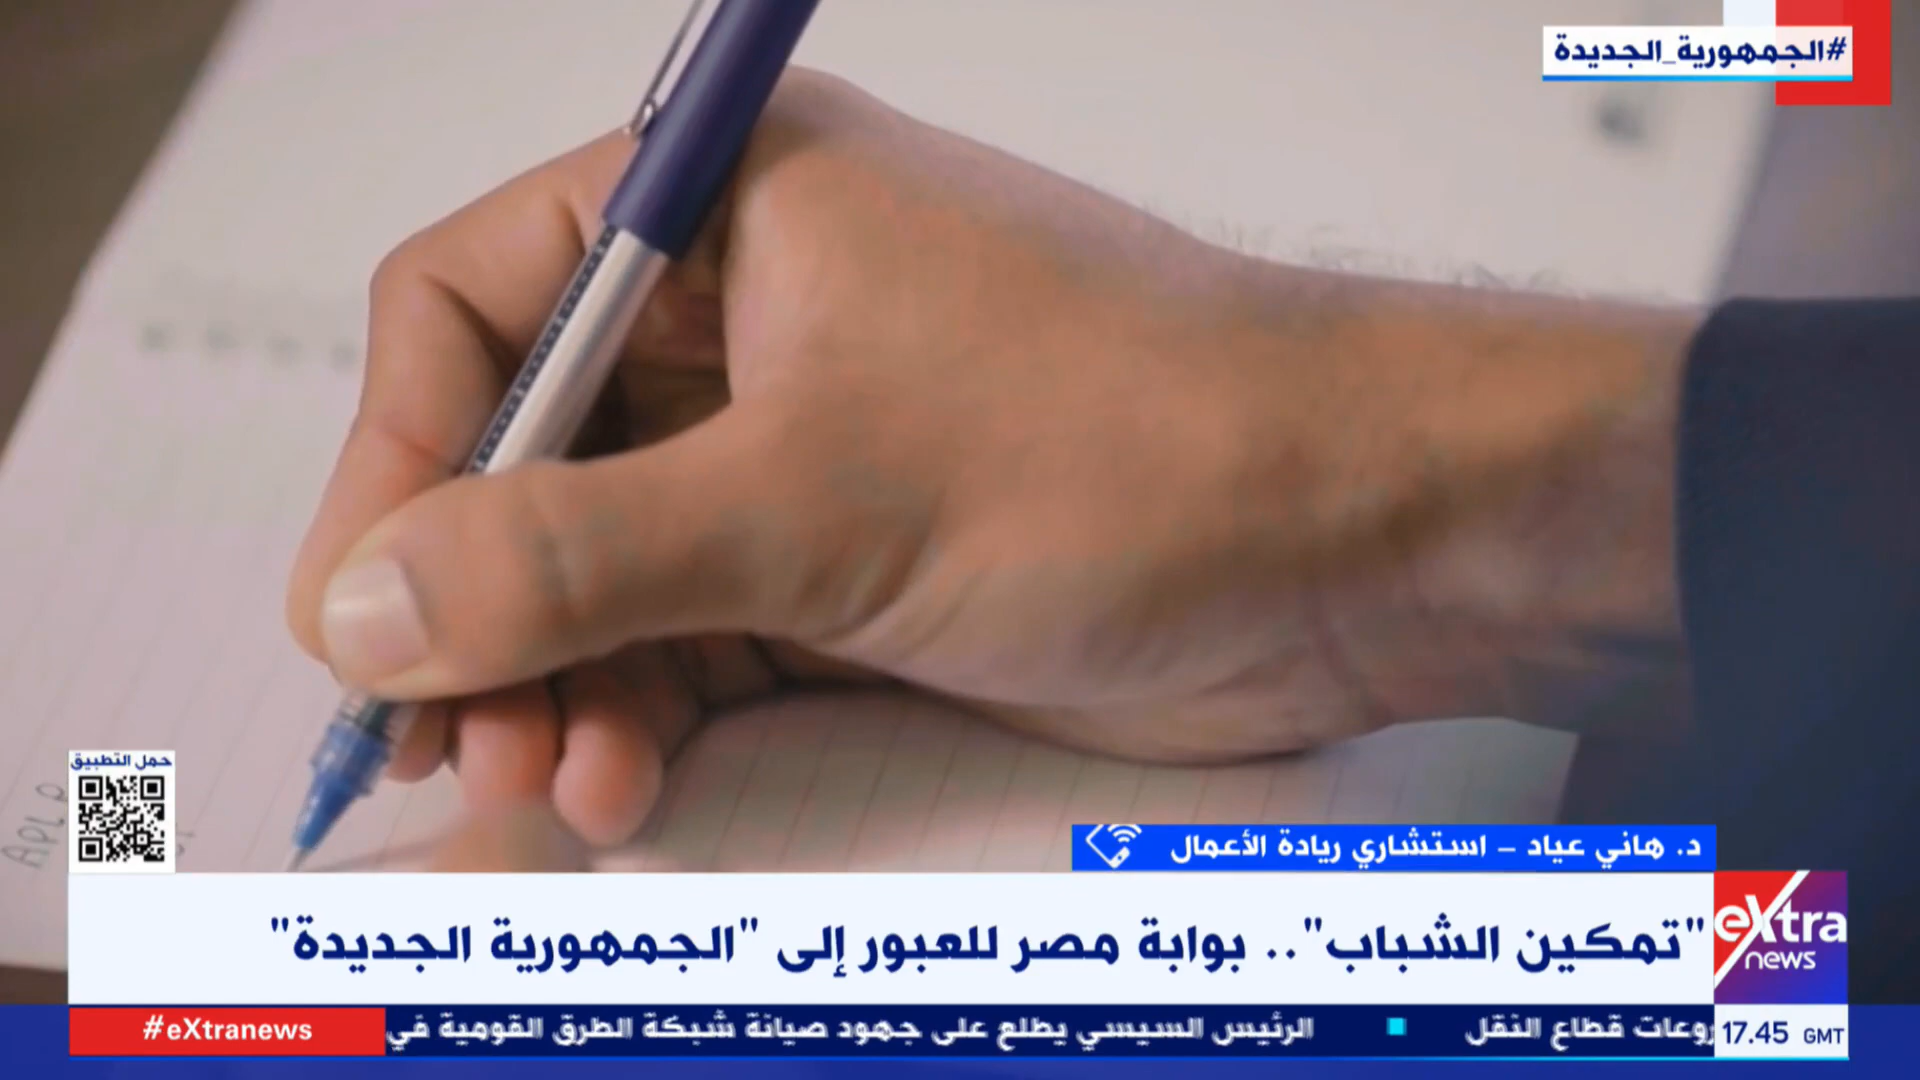 #الجمهورية_الجديدة
حمل التطبيق
د. هاني عياد – استشاري ريادة الأعمال
"تمكين الشباب".. بوابة مصر للعبور إلى "الجمهورية الجديدة"
eXtra
news
روعات قطاع النقل ■ الرئيس السيسي يطلع على جهود صيانة شبكة الطرق القومية في
#eXtranews
17.45 GMT